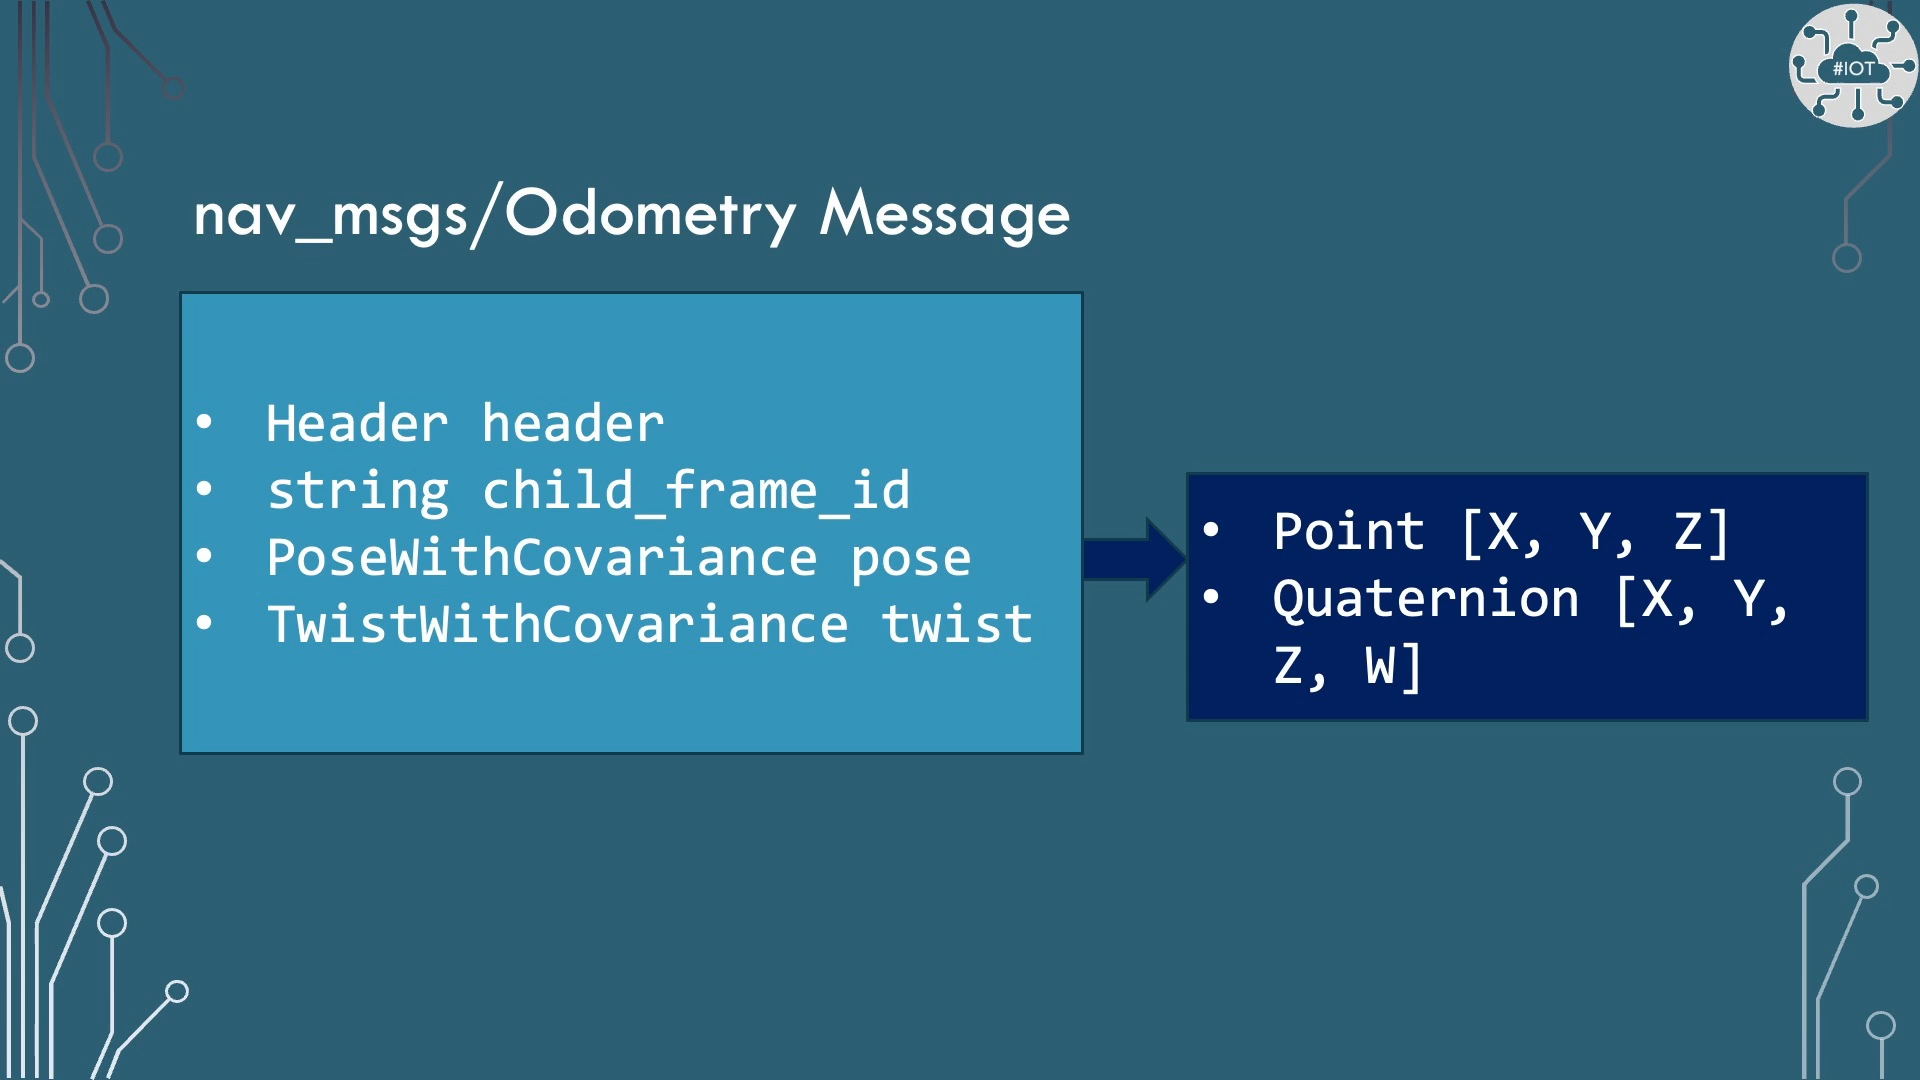 #IOT
nav_msgs/Odometry Message
• Header header
• string child_frame_id
• PoseWithCovariance pose
• TwistWithCovariance twist
• Point [X, Y, Z]
• Quaternion [X, Y,
Z, W]